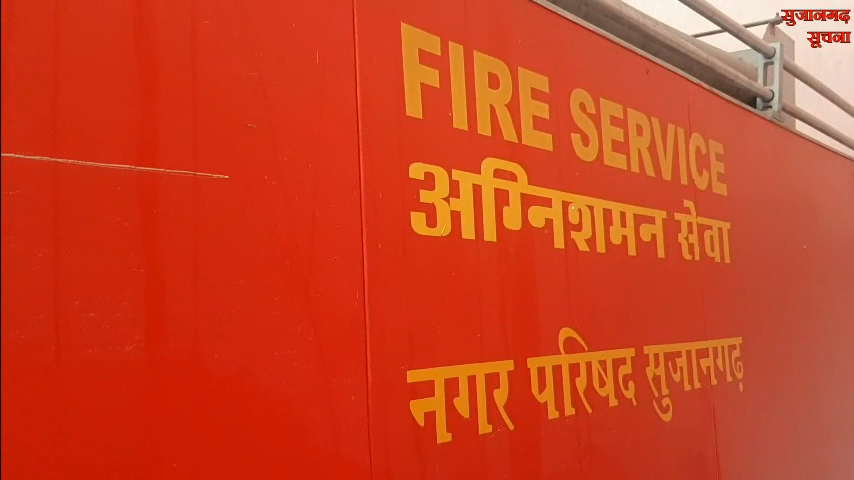 सुजानगढ़
सूचना
FIRE SERVICE
अग्निशमन सेवा
नगर परिषद सुजानगढ़